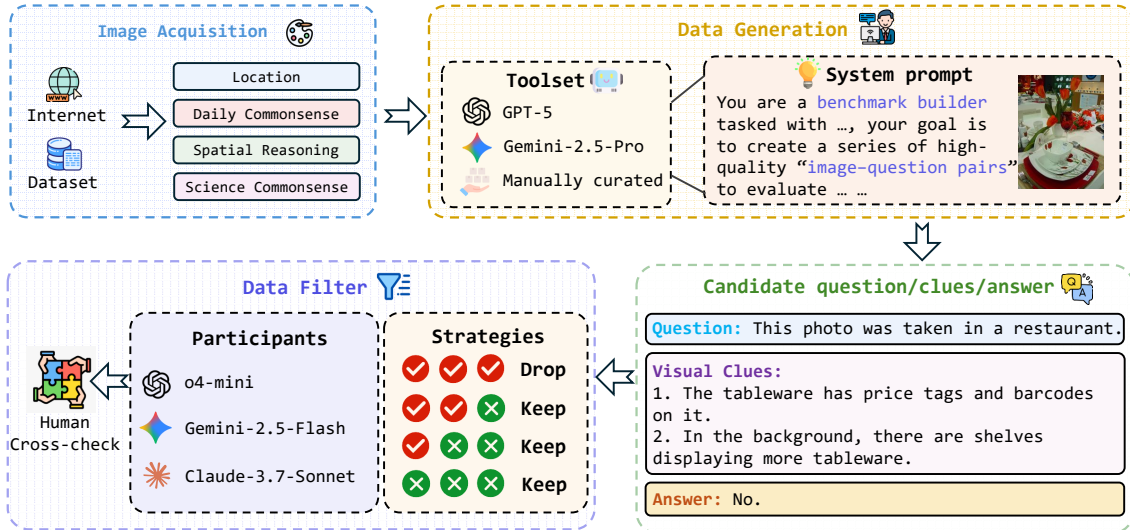 Image Acquisition
Internet
Dataset
Location
Daily Commonsense
Spatial Reasoning
Science Commonsense
Data Generation
Toolset
GPT-5
Gemini-2.5-Pro
Manually curated
System prompt
You are a benchmark builder
tasked with …, your goal is
to create a series of high-
quality “image–question pairs”
to evaluate … …
Candidate question/clues/answer
Question: This photo was taken in a restaurant.
Visual Clues:
1. The tableware has price tags and barcodes
on it.
2. In the background, there are shelves
displaying more tableware.
Answer: No.
Data Filter
Strategies
Drop
Keep
Keep
Keep
Participants
o4-mini
Gemini-2.5-Flash
Claude-3.7-Sonnet
Human
Cross-check
WWW
Q
A